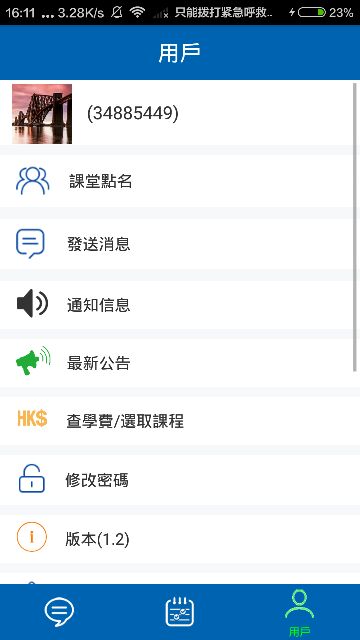 16:11 ... 3.28K/s 只能拨打紧急呼救.. 23%
用戶
(34885449)
課堂點名
發送消息
通知信息
最新公告
HK$ 查學費/選取課程
修改密碼
i 版本(1.2)
用戶